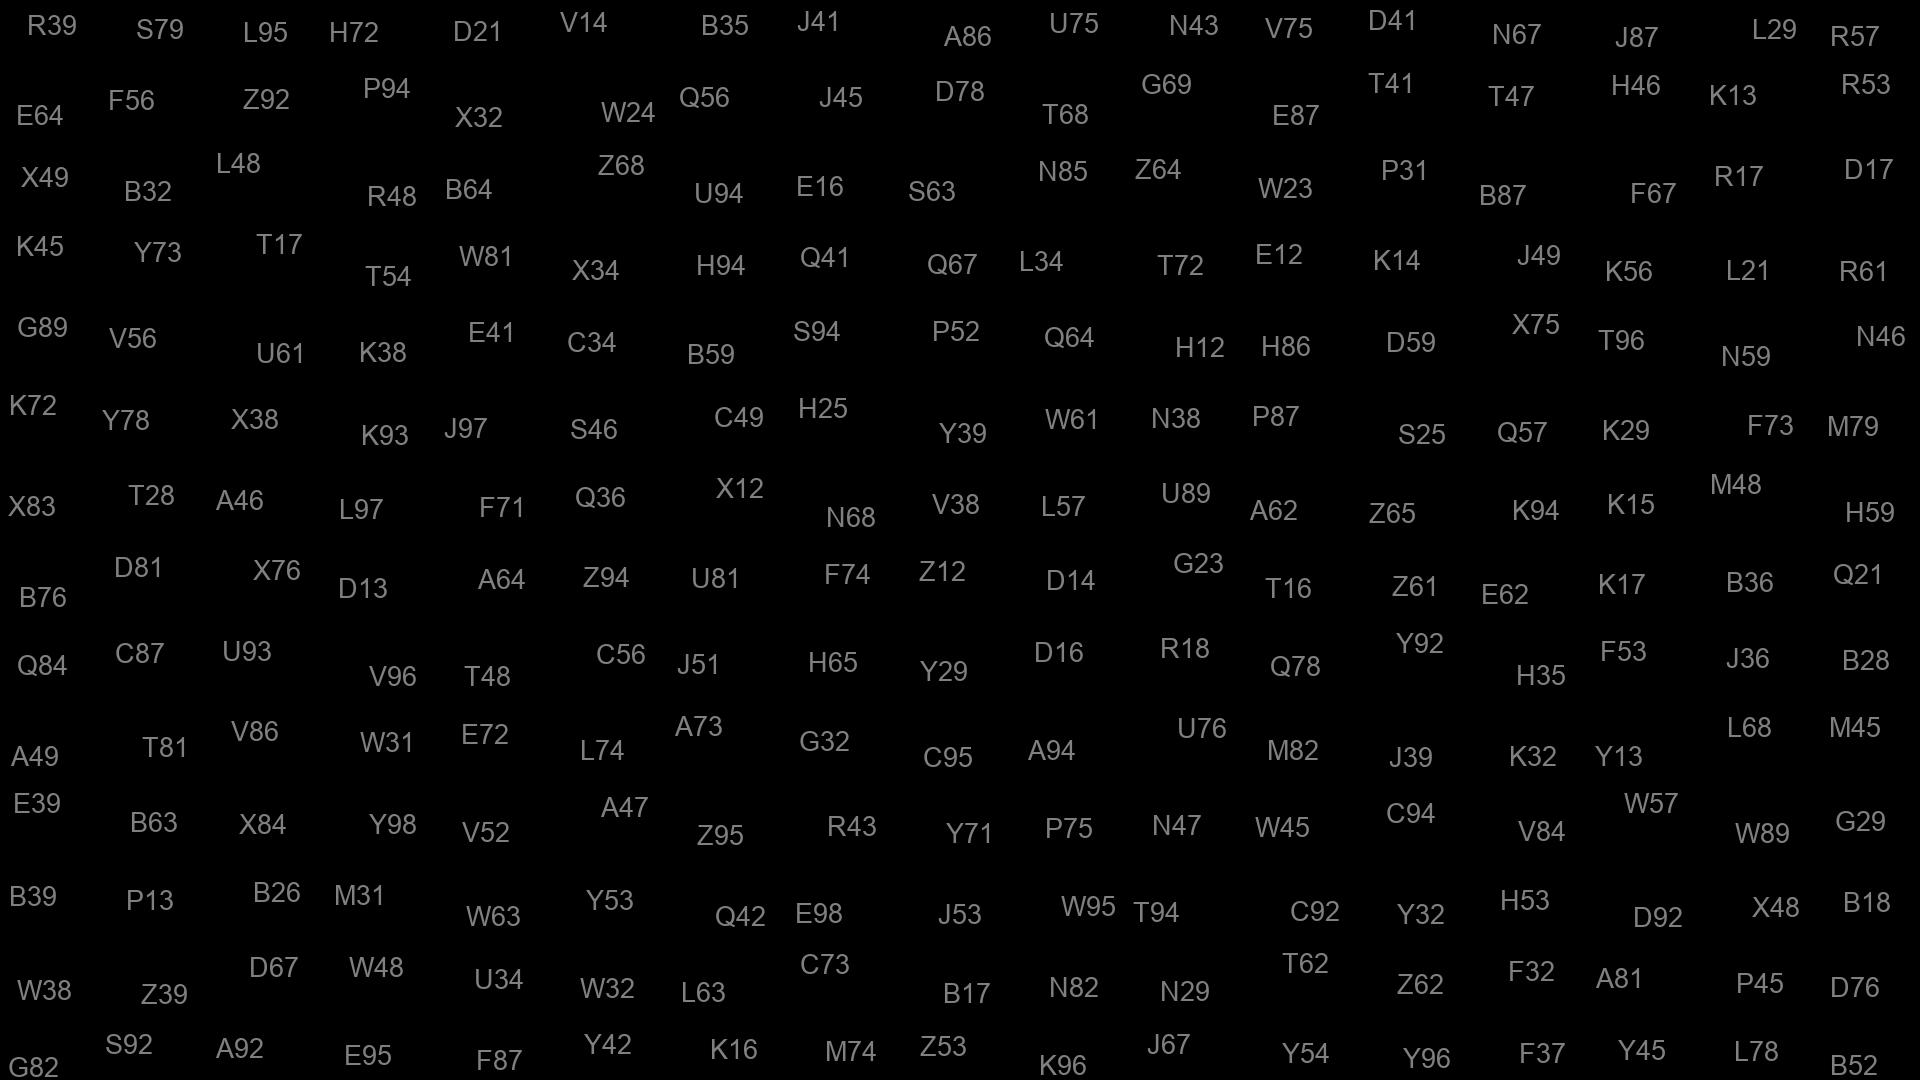 R39 S79 L95 H72 D21 V14 B35 J41 A86 U75 N43 V75 D41 N67 J87 L29 R57
E64 F56 Z92 P94 X32 W24 Q56 J45 D78 T68 G69 E87 T41 T47 H46 K13 R53
X49 B32 L48 R48 B64 Z68 U94 E16 S63 N85 Z64 W23 P31 B87 F67 R17 D17
K45 Y73 T17 T54 W81 X34 H94 Q41 Q67 L34 T72 E12 K14 J49 K56 L21 R61
G89 V56 U61 K38 E41 C34 B59 S94 P52 Q64 H12 H86 D59 X75 T96 N59 N46
K72 Y78 X38 K93 J97 S46 C49 H25 Y39 W61 N38 P87 S25 Q57 K29 F73 M79
X83 T28 A46 L97 F71 Q36 X12 N68 V38 L57 U89 A62 Z65 K94 K15 M48 H59
B76 D81 X76 D13 A64 Z94 U81 F74 Z12 D14 G23 T16 Z61 E62 K17 B36 Q21
Q84 C87 U93 V96 T48 C56 J51 H65 Y29 D16 R18 Q78 Y92 H35 F53 J36 B28
A49 T81 V86 W31 E72 L74 A73 G32 C95 A94 U76 M82 J39 K32 Y13 L68 M45
E39 B63 X84 Y98 V52 A47 Z95 R43 Y71 P75 N47 W45 C94 V84 W57 W89 G29
B39 P13 B26 M31 W63 Y53 Q42 E98 J53 W95 T94 C92 Y32 H53 D92 X48 B18
W38 Z39 D67 W48 U34 W32 L63 C73 B17 N82 N29 T62 Z62 F32 A81 P45 D76
G82 S92 A92 E95 F87 Y42 K16 M74 Z53 K96 J67 Y54 Y96 F37 Y45 L78 B52